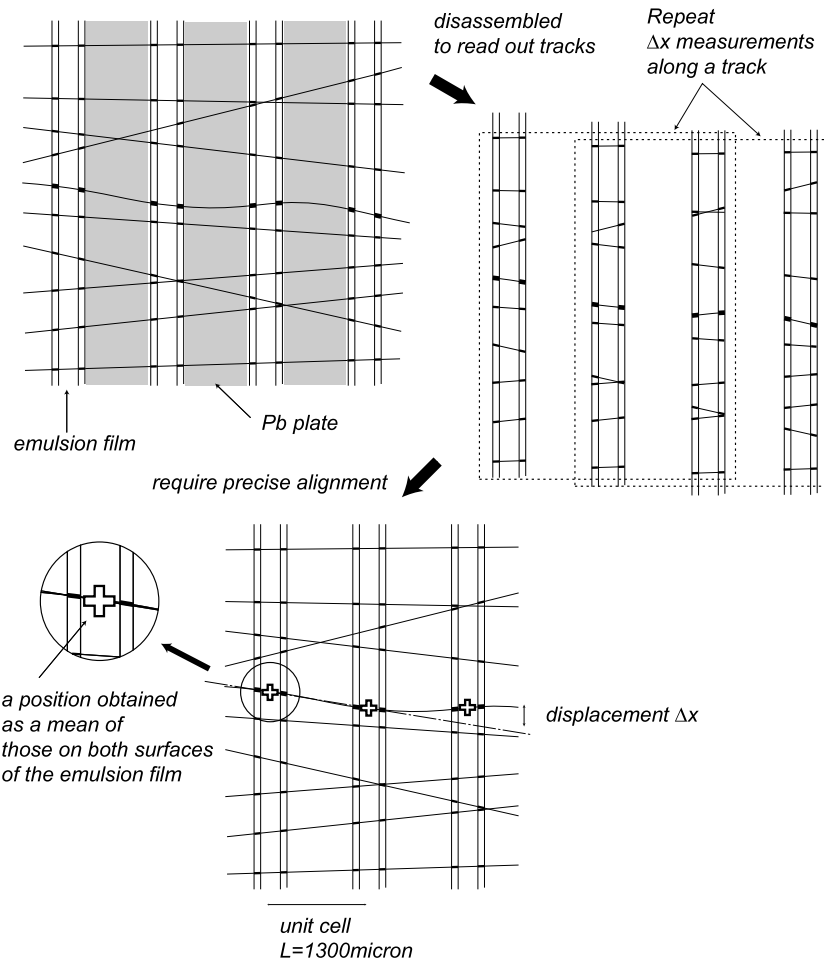 disassembled
to read out tracks
Repeat
Δx measurements
along a track
Pb plate
emulsion film
require precise alignment
a position obtained
as a mean of
those on both surfaces
of the emulsion film
displacement Δx
unit cell
L=1300micron